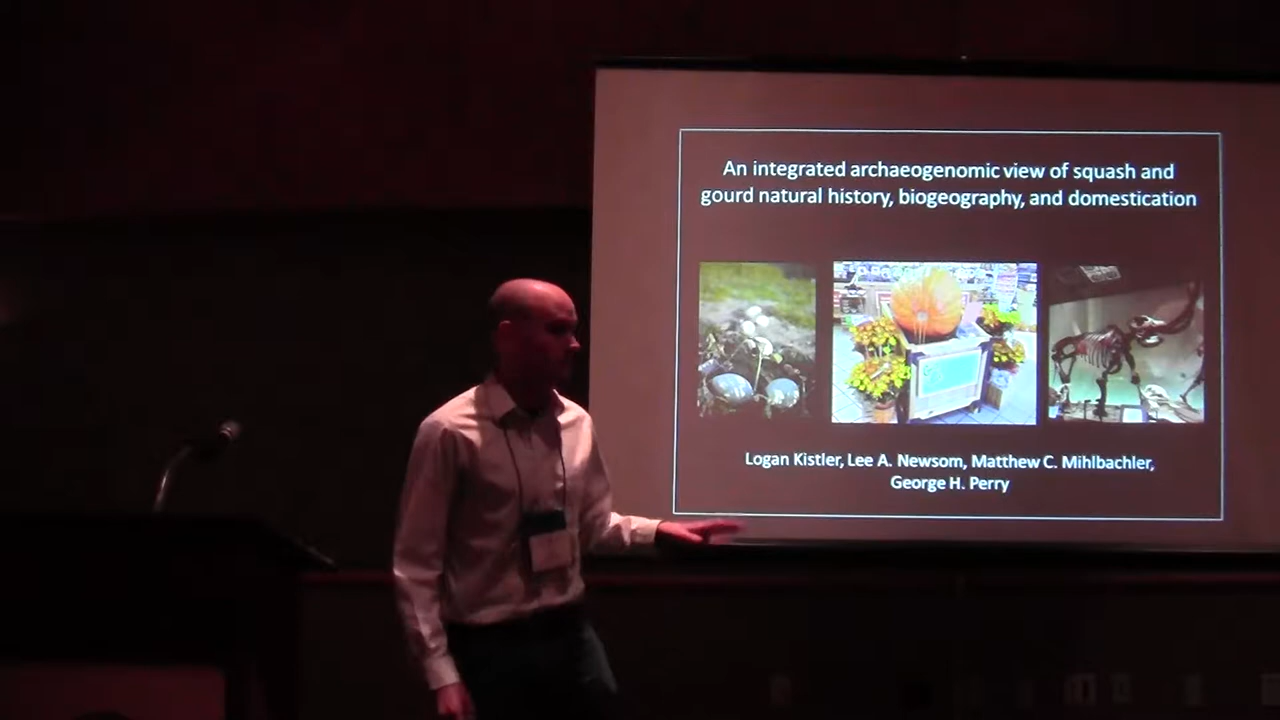 An integrated archaeogenomic view of squash and
gourd natural history, biogeography, and domestication
Logan Kistler, Lee A. Newsom, Matthew C. Mihlbachler,
George H. Perry